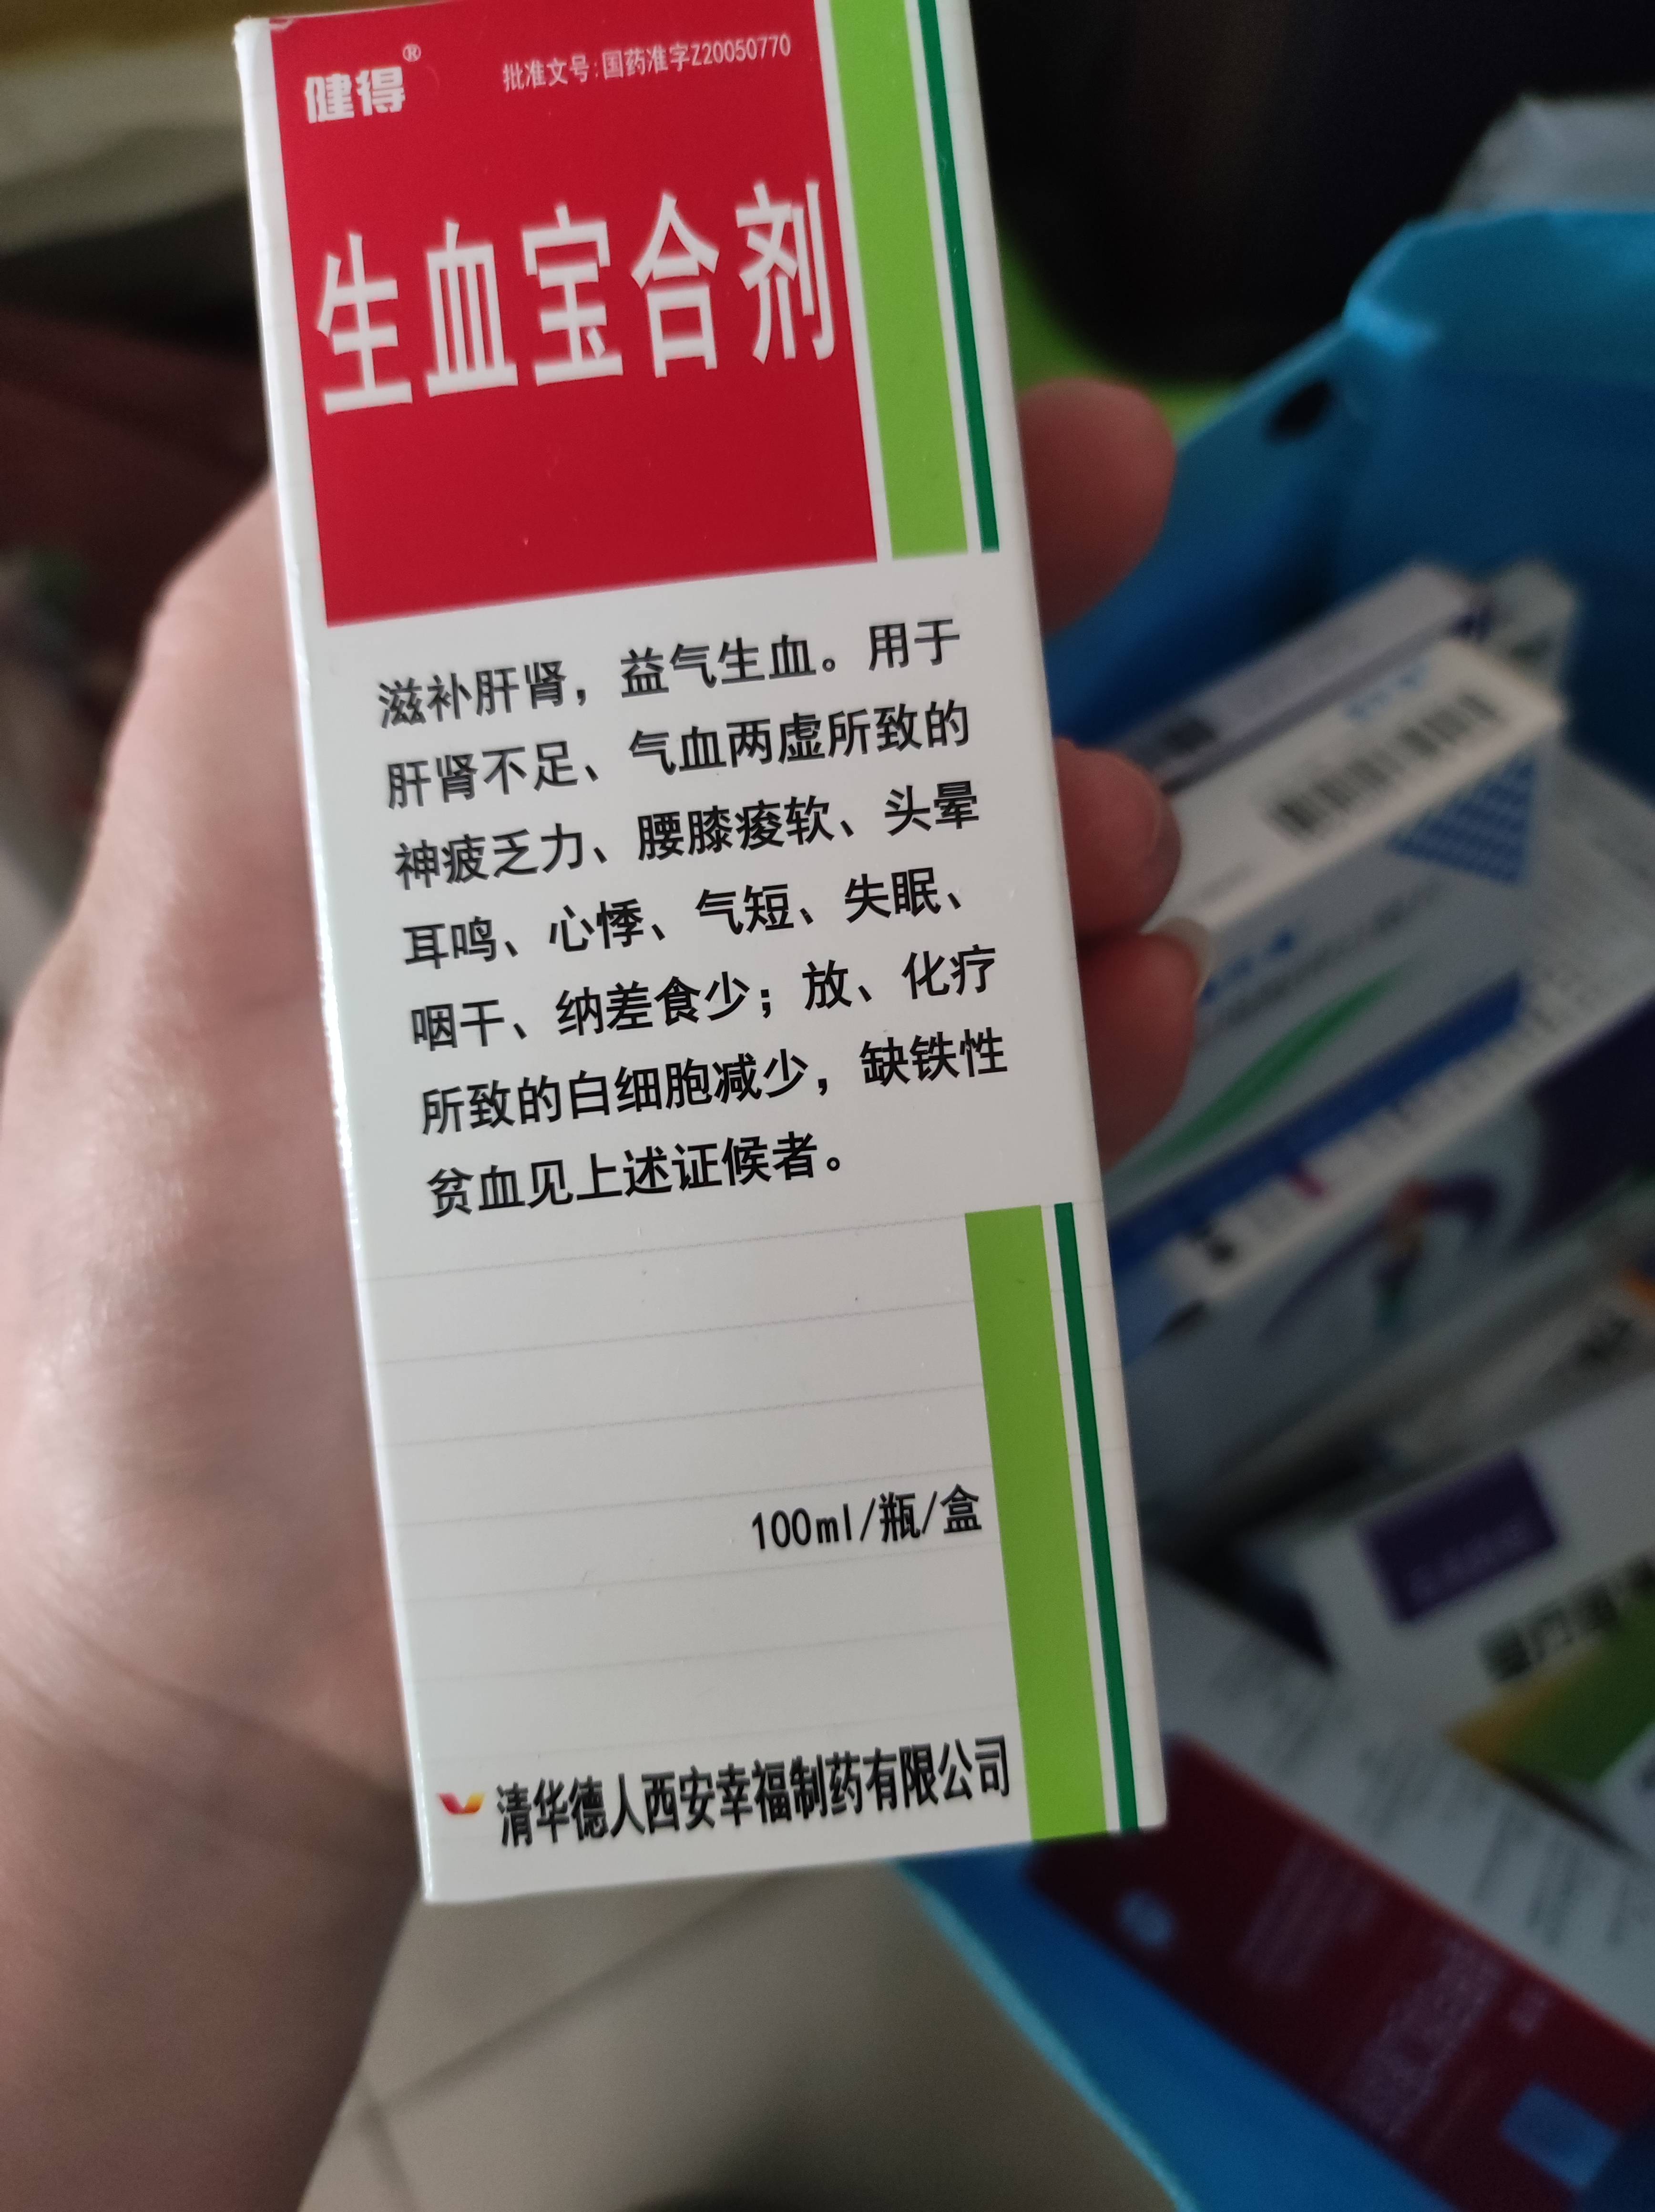 健得®
批准文号:国药准字Z20050770
生血宝合剂
滋补肝肾，益气生血。用于
肝肾不足、气血两虚所致的
神疲乏力、腰膝痠软、头晕
耳鸣、心悸、气短、失眠、
咽干、纳差食少；放、化疗
所致的白细胞减少，缺铁性
贫血见上述证候者。
100ml/瓶/盒
清华德人西安幸福制药有限公司